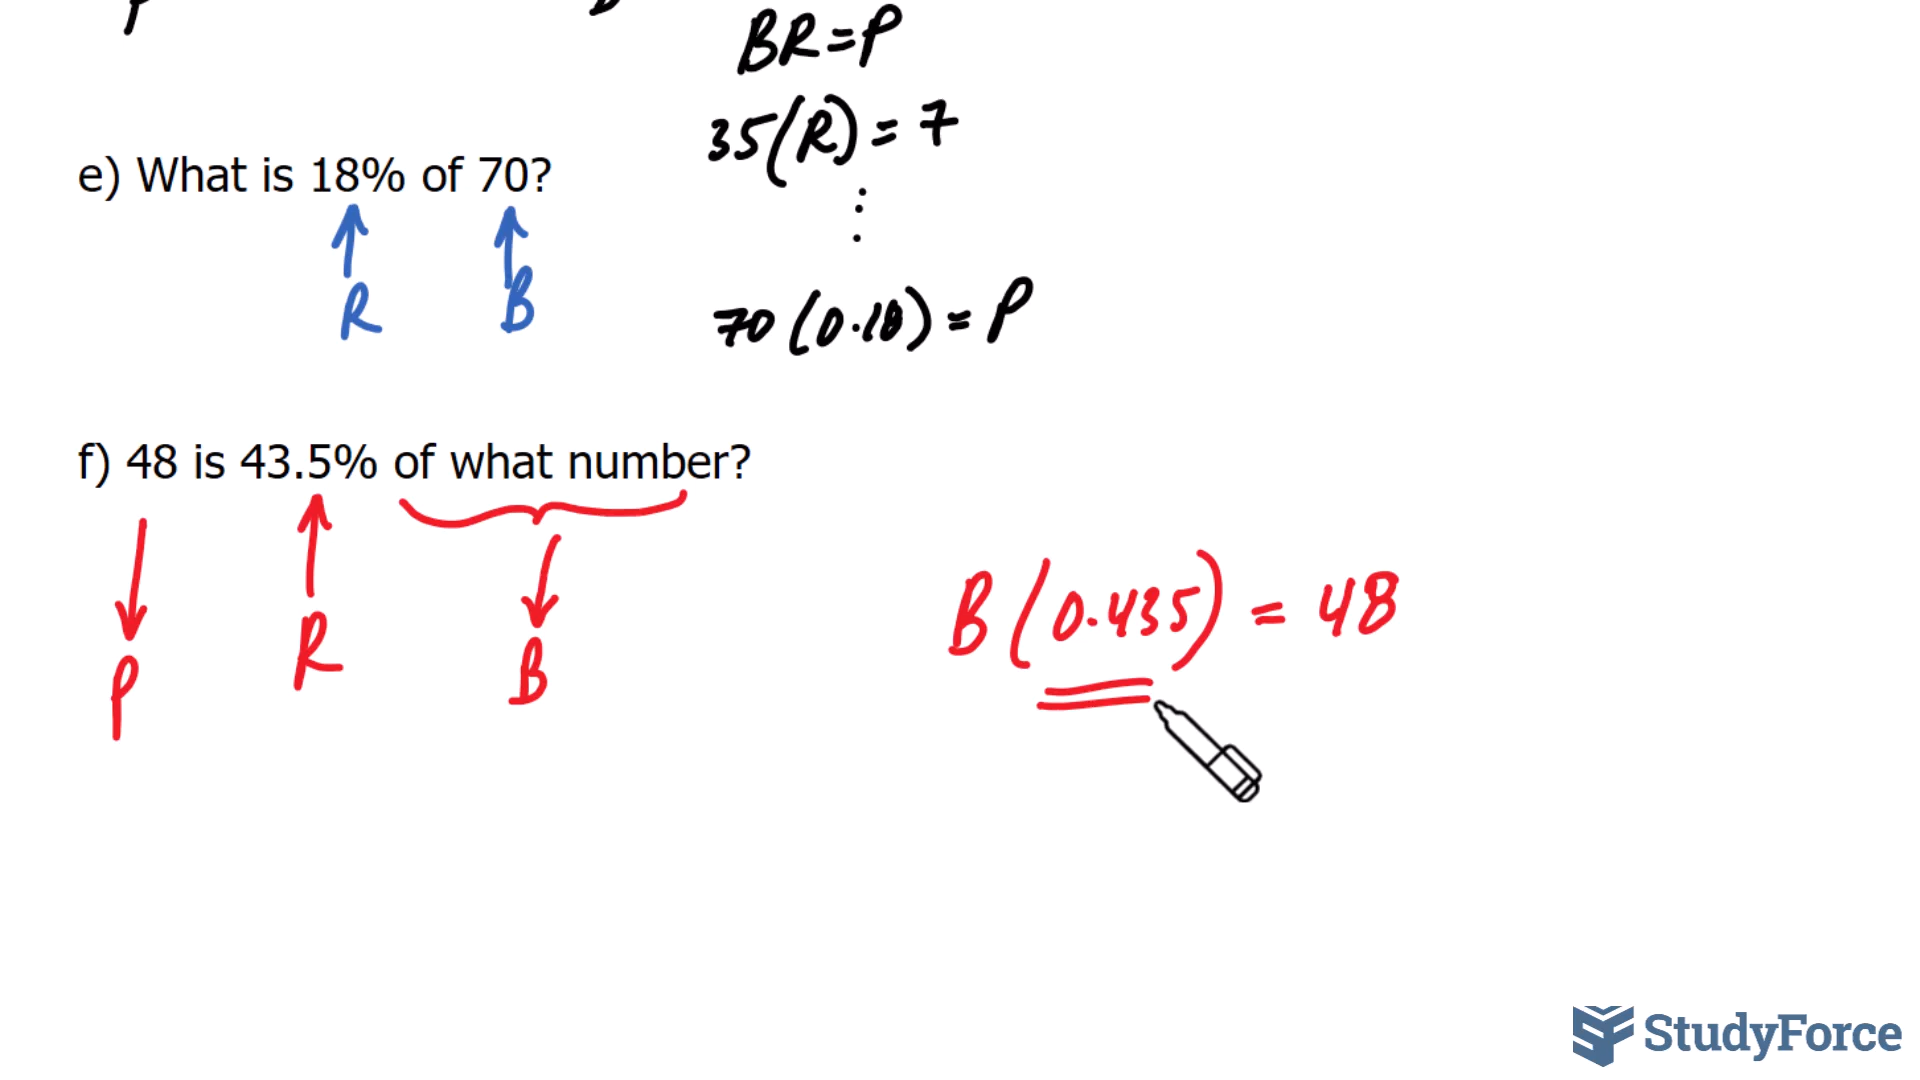 P B
BR=P
35(R)=7
e) What is 18% of 70?
⋮
R B
70(0.18)=P
f) 48 is 43.5% of what number?
B(0.435)=48
P R B
StudyForce